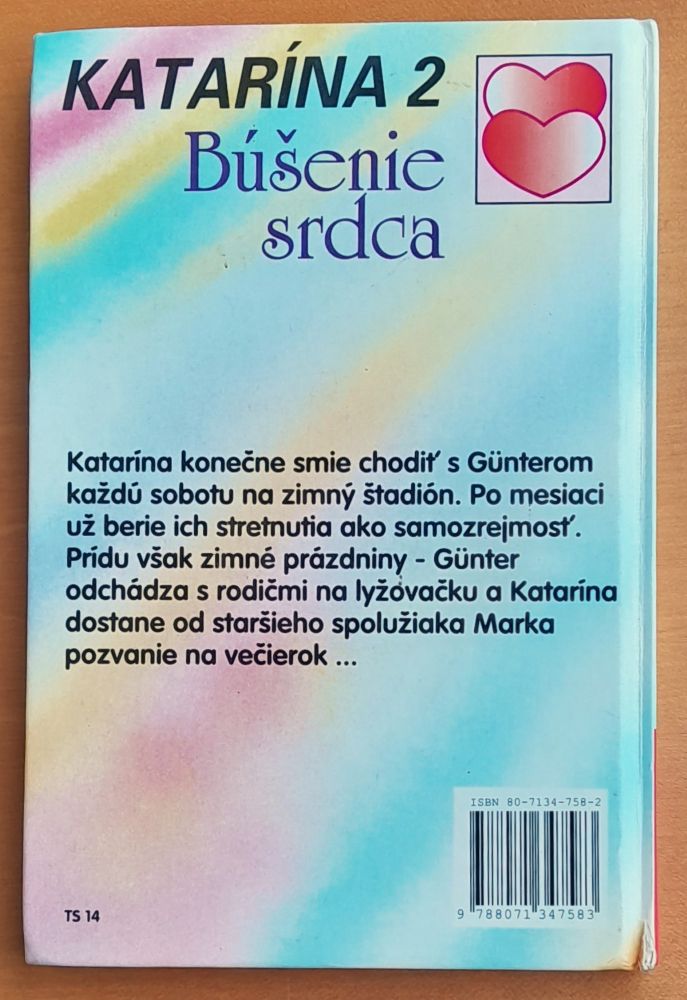 KATARÍNA 2
Búšenie
srdca
Katarína konečne smie chodiť s Günterom
každú sobotu na zimný štadión. Po mesiaci
už berie ich stretnutia ako samozrejmosť.
Prídu však zimné prázdniny - Günter
odchádza s rodičmi na lyžovačku a Katarína
dostane od staršieho spolužiaka Marka
pozvanie na večierok ...
ISBN 80-7134-758-2
9 788071 347583
TS 14